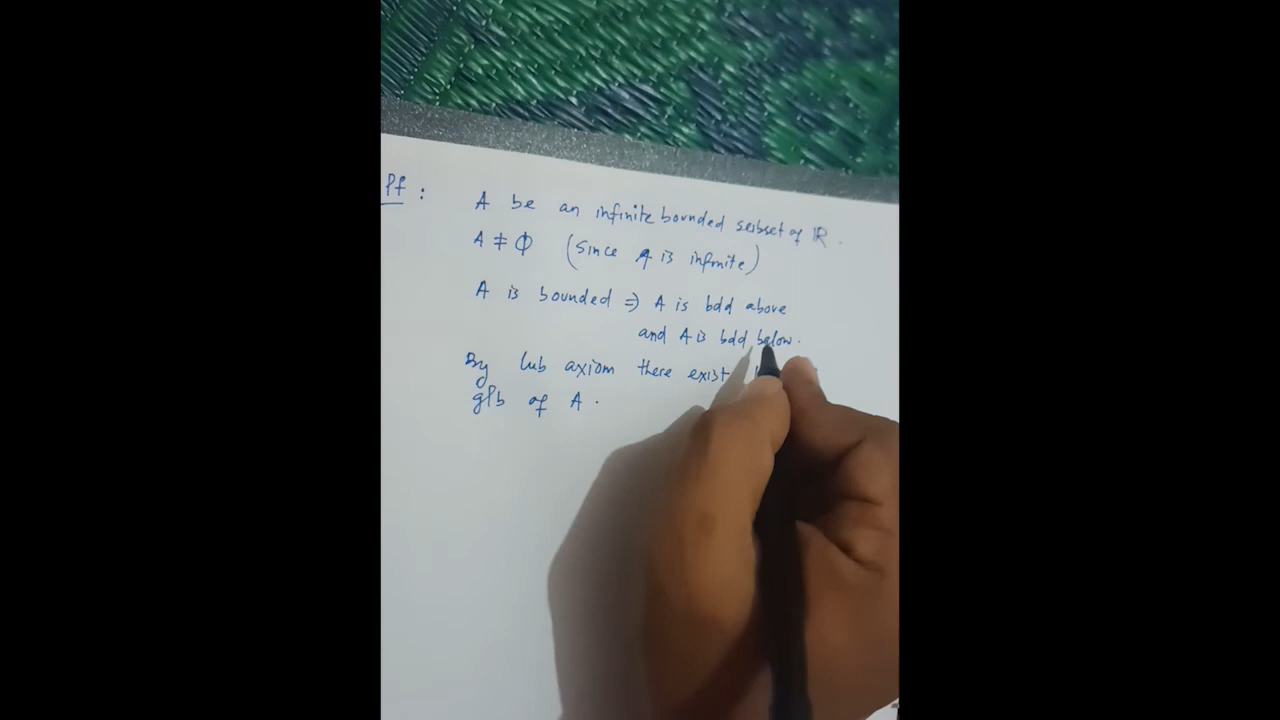 Pf : A be an infinite bounded subset of ℝ.
A ≠ ϕ (Since A is infinite)
A is bounded ⇒ A is bdd above
and A is bdd below.
By lub axiom there exist
glb of A.